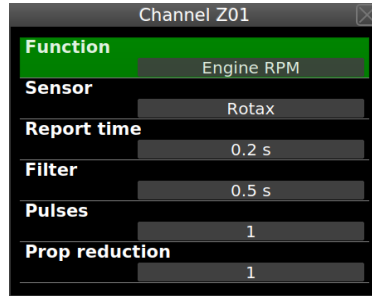 Channel Z01
Function
Engine RPM
Sensor
Rotax
Report time
0.2 s
Filter
0.5 s
Pulses
1
Prop reduction
1